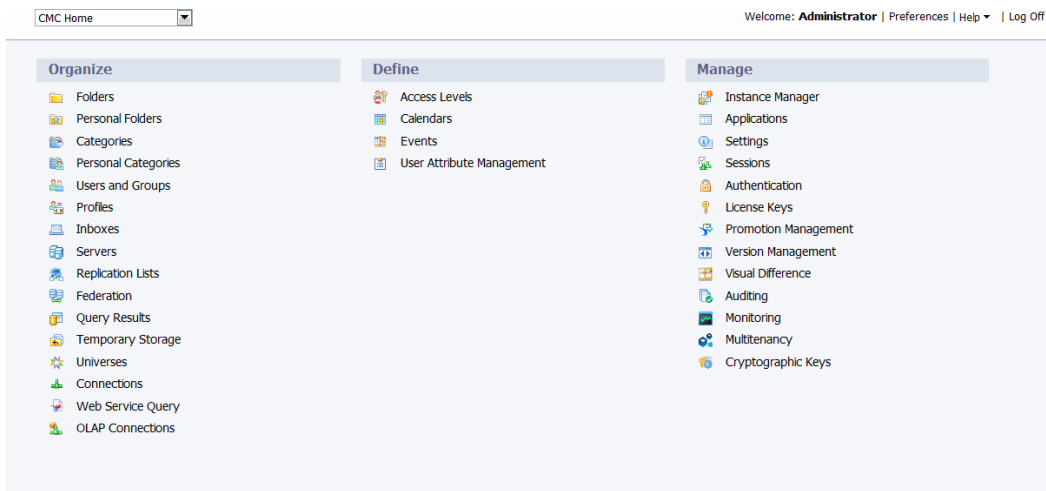 CMC Home
Welcome: Administrator | Preferences | Help | Log Off
Organize
Folders
Personal Folders
Categories
Personal Categories
Users and Groups
Profiles
Inboxes
Servers
Replication Lists
Federation
Query Results
Temporary Storage
Universes
Connections
Web Service Query
OLAP Connections
Define
Access Levels
Calendars
Events
User Attribute Management
Manage
Instance Manager
Applications
Settings
Sessions
Authentication
License Keys
Promotion Management
Version Management
Visual Difference
Auditing
Monitoring
Multitenancy
Cryptographic Keys